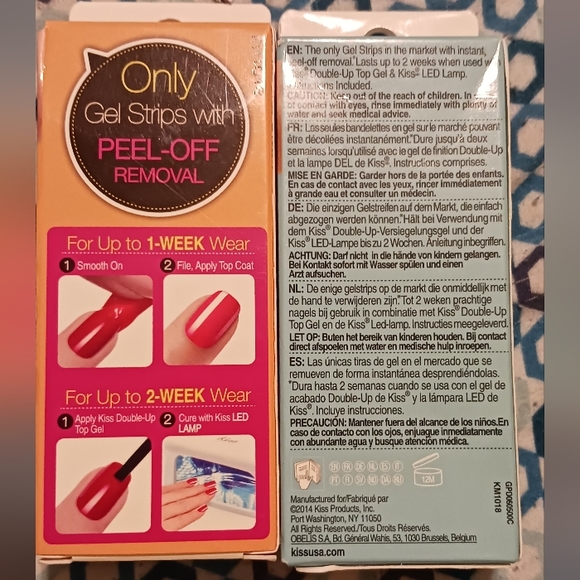 Only
Gel Strips with
PEEL-OFF
REMOVAL
For Up to 1-WEEK Wear
1 Smooth On
2 File, Apply Top Coat
For Up to 2-WEEK Wear
1 Apply Kiss Double-Up
Top Gel
2 Cure with Kiss LED
LAMP
EN: The only Gel Strips in the market with instant,
peel-off removal.*Lasts up to 2 weeks when used with
Kiss® Double-Up Top Gel & Kiss® LED Lamp.
Instructions Included.
CAUTION: Keep out of the reach of children. In case
of contact with eyes, rinse immediately with plenty of
water and seek medical advice.
FR: Los seules bandelettes en gel sur le marché pouvant
être décollées instantanément.*Dure jusqu'à deux
semaines lorsqu'utilisé avec le gel de finition Double-Up
et la lampe DEL de Kiss®. Instructions comprises.
MISE EN GARDE: Garder hors de la portée des enfants.
En cas de contact avec les yeux, rincer immédiatement
à grande eau et consulter un médecin.
DE: Die einzigen Gelstreifen auf dem Markt, die einfach
abgezogen werden können.*Hält bei Verwendung mit
dem Kiss® Double-Up-Versiegelungsgel und der
Kiss® LED-Lampe bis zu 2 Wochen. Anleitung inbegriffen.
ACHTUNG: Darf nicht in die hände von kindern gelangen.
Bei Kontakt sofort mit Wasser spülen und einen
Arzt aufsuchen.
NL: De enige gelstrips op de markt die onmiddellijk met
de hand te verwijderen zijn.*Tot 2 weken prachtige
nagels bij gebruik in combinatie met Kiss® Double-Up
Top Gel en de Kiss® Led-lamp. Instructies meegeleverd.
LET OP: Buten het bereik van kinderen houden. Bij contact
direct afspoelen met water en medische hulp inroepen.
ES: Las únicas tiras de gel en el mercado que se
remueven de forma instantánea desprendiéndolas.
*Dura hasta 2 semanas cuando se usa con el gel de
acabado Double-Up de Kiss® y la lámpara LED de
Kiss®. Incluye instrucciones.
PRECAUCIÓN: Mantener fuera del alcance de los niños.En
caso de contacto con los ojos, enjuague inmediatamente
con abundante agua y busque atención médica.
EN FR DE NL ES IT
12M
Manufactured for/Fabriqué par
©2014 Kiss Products, Inc.
Port Washington, NY 11050
All Rights Reserved./Tous Droits Réservés.
OBELIS S.A, Bd. Général Wahis, 53, 1030 Brussels, Belgium
kissusa.com
KM1018
GPD060500C